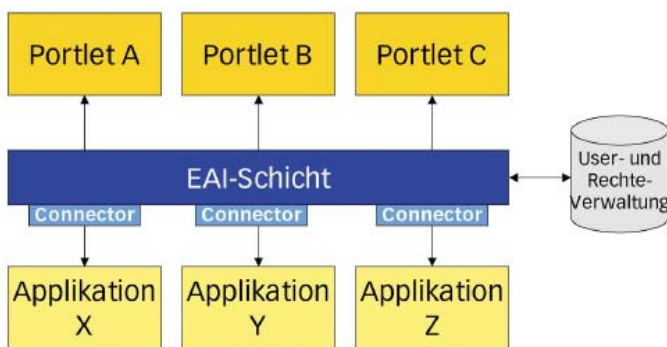 Portlet A
Portlet B
Portlet C
EAI-Schicht
Connector
Connector
Connector
User- und
Rechte-
Verwaltung
Applikation
X
Applikation
Y
Applikation
Z